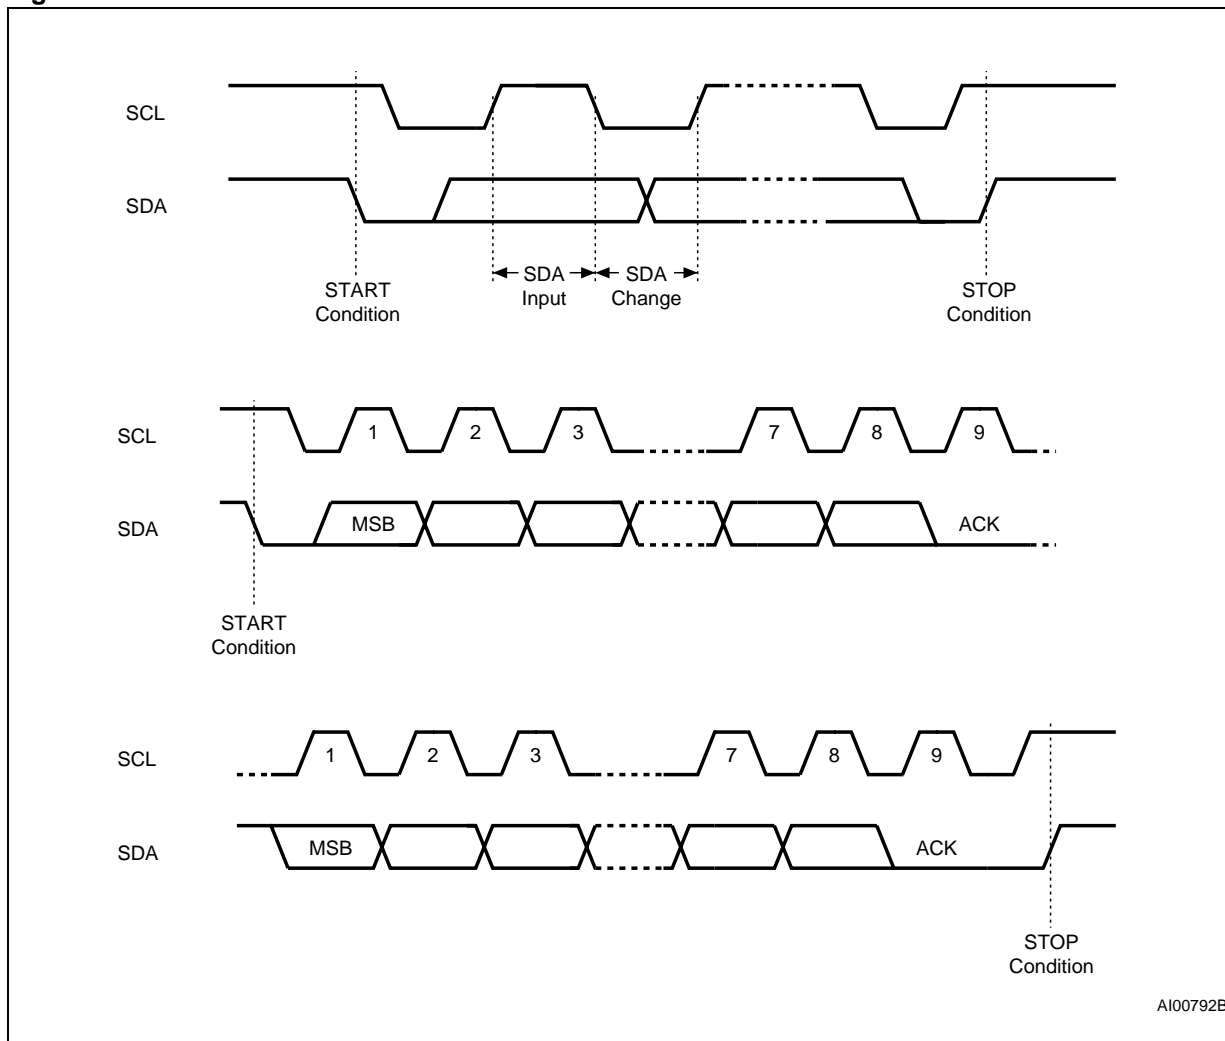 SCL
SDA
SDA
Input
SDA
Change
START
Condition
STOP
Condition
SCL
1
2
3
7
8
9
SDA
MSB
ACK
START
Condition
SCL
1
2
3
7
8
9
SDA
MSB
ACK
STOP
Condition
AI00792B